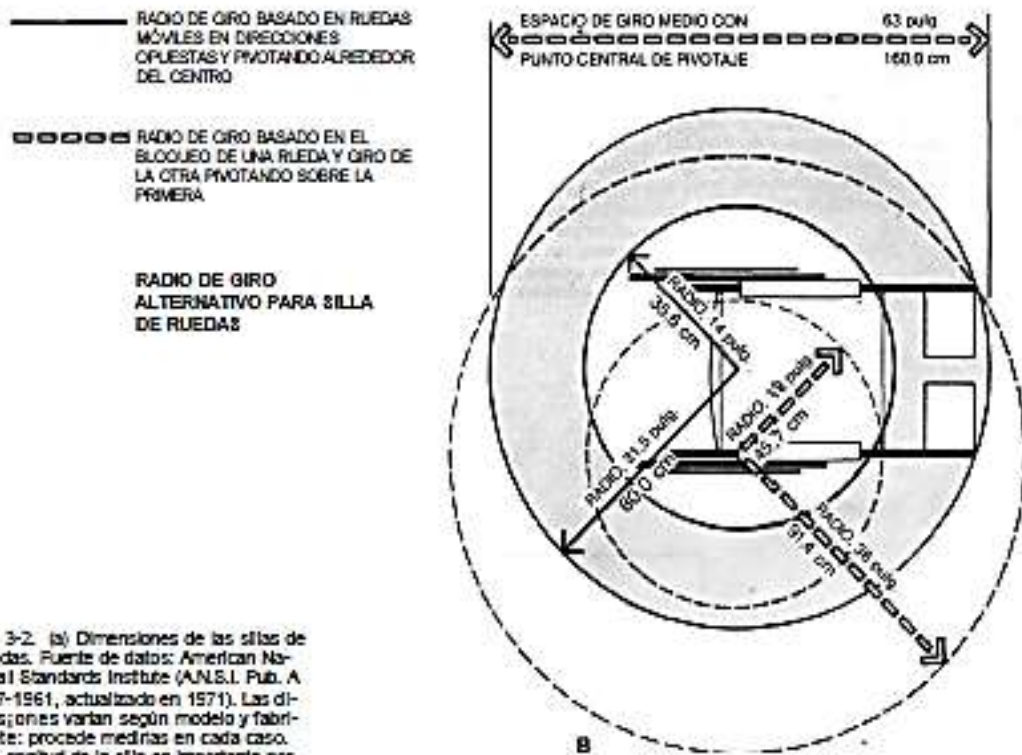 RADIO DE GIRO BASADO EN RUEDAS
MÓVILES EN DIRECCIONES
OPUESTAS Y PIVOTANDO ALREDEDOR
DEL CENTRO
RADIO DE GIRO BASADO EN EL
BLOQUEO DE UNA RUEDA Y GIRO DE
LA OTRA PIVOTANDO SOBRE LA
PRIMERA
RADIO DE GIRO
ALTERNATIVO PARA SILLA
DE RUEDAS
ESPACIO DE GIRO MEDIO CON
PUNTO CENTRAL DE PIVOTAJE
63 pulg
160.0 cm
RADIO, 14 pulg.
35.6 cm
RADIO, 18 pulg.
45.7 cm
RADIO, 31.5 pulg.
80.0 cm
RADIO, 36 pulg.
91.4 cm
3-2. (a) Dimensiones de las sillas de
das. Fuente de datos: American Na-
l Standards Institute (A.N.S.I. Pub. A
7-1961, actualizado en 1971). Las di-
siones varían según modelo y fabri-
te: procede medirlas en cada caso.
B